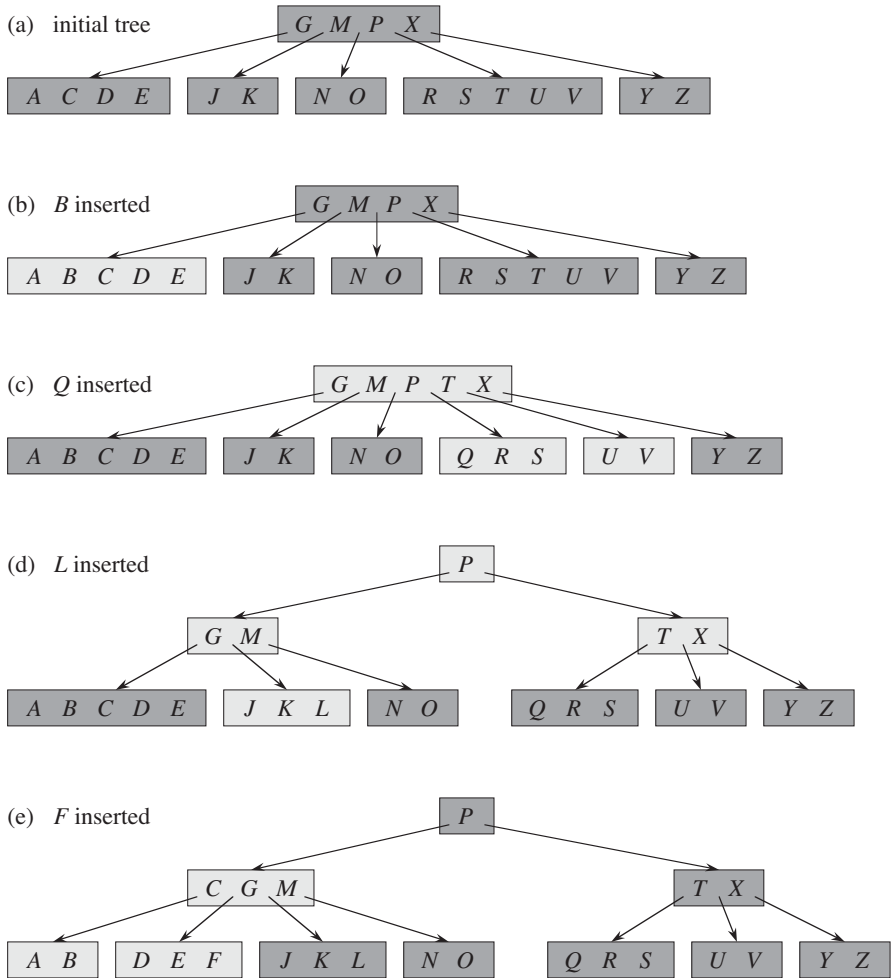 (a) initial tree
G M P X
A C D E J K N O R S T U V Y Z
(b) B inserted
G M P X
A B C D E J K N O R S T U V Y Z
(c) Q inserted
G M P T X
A B C D E J K N O Q R S U V Y Z
(d) L inserted
P
G M T X
A B C D E J K L N O Q R S U V Y Z
(e) F inserted
P
C G M T X
A B D E F J K L N O Q R S U V Y Z